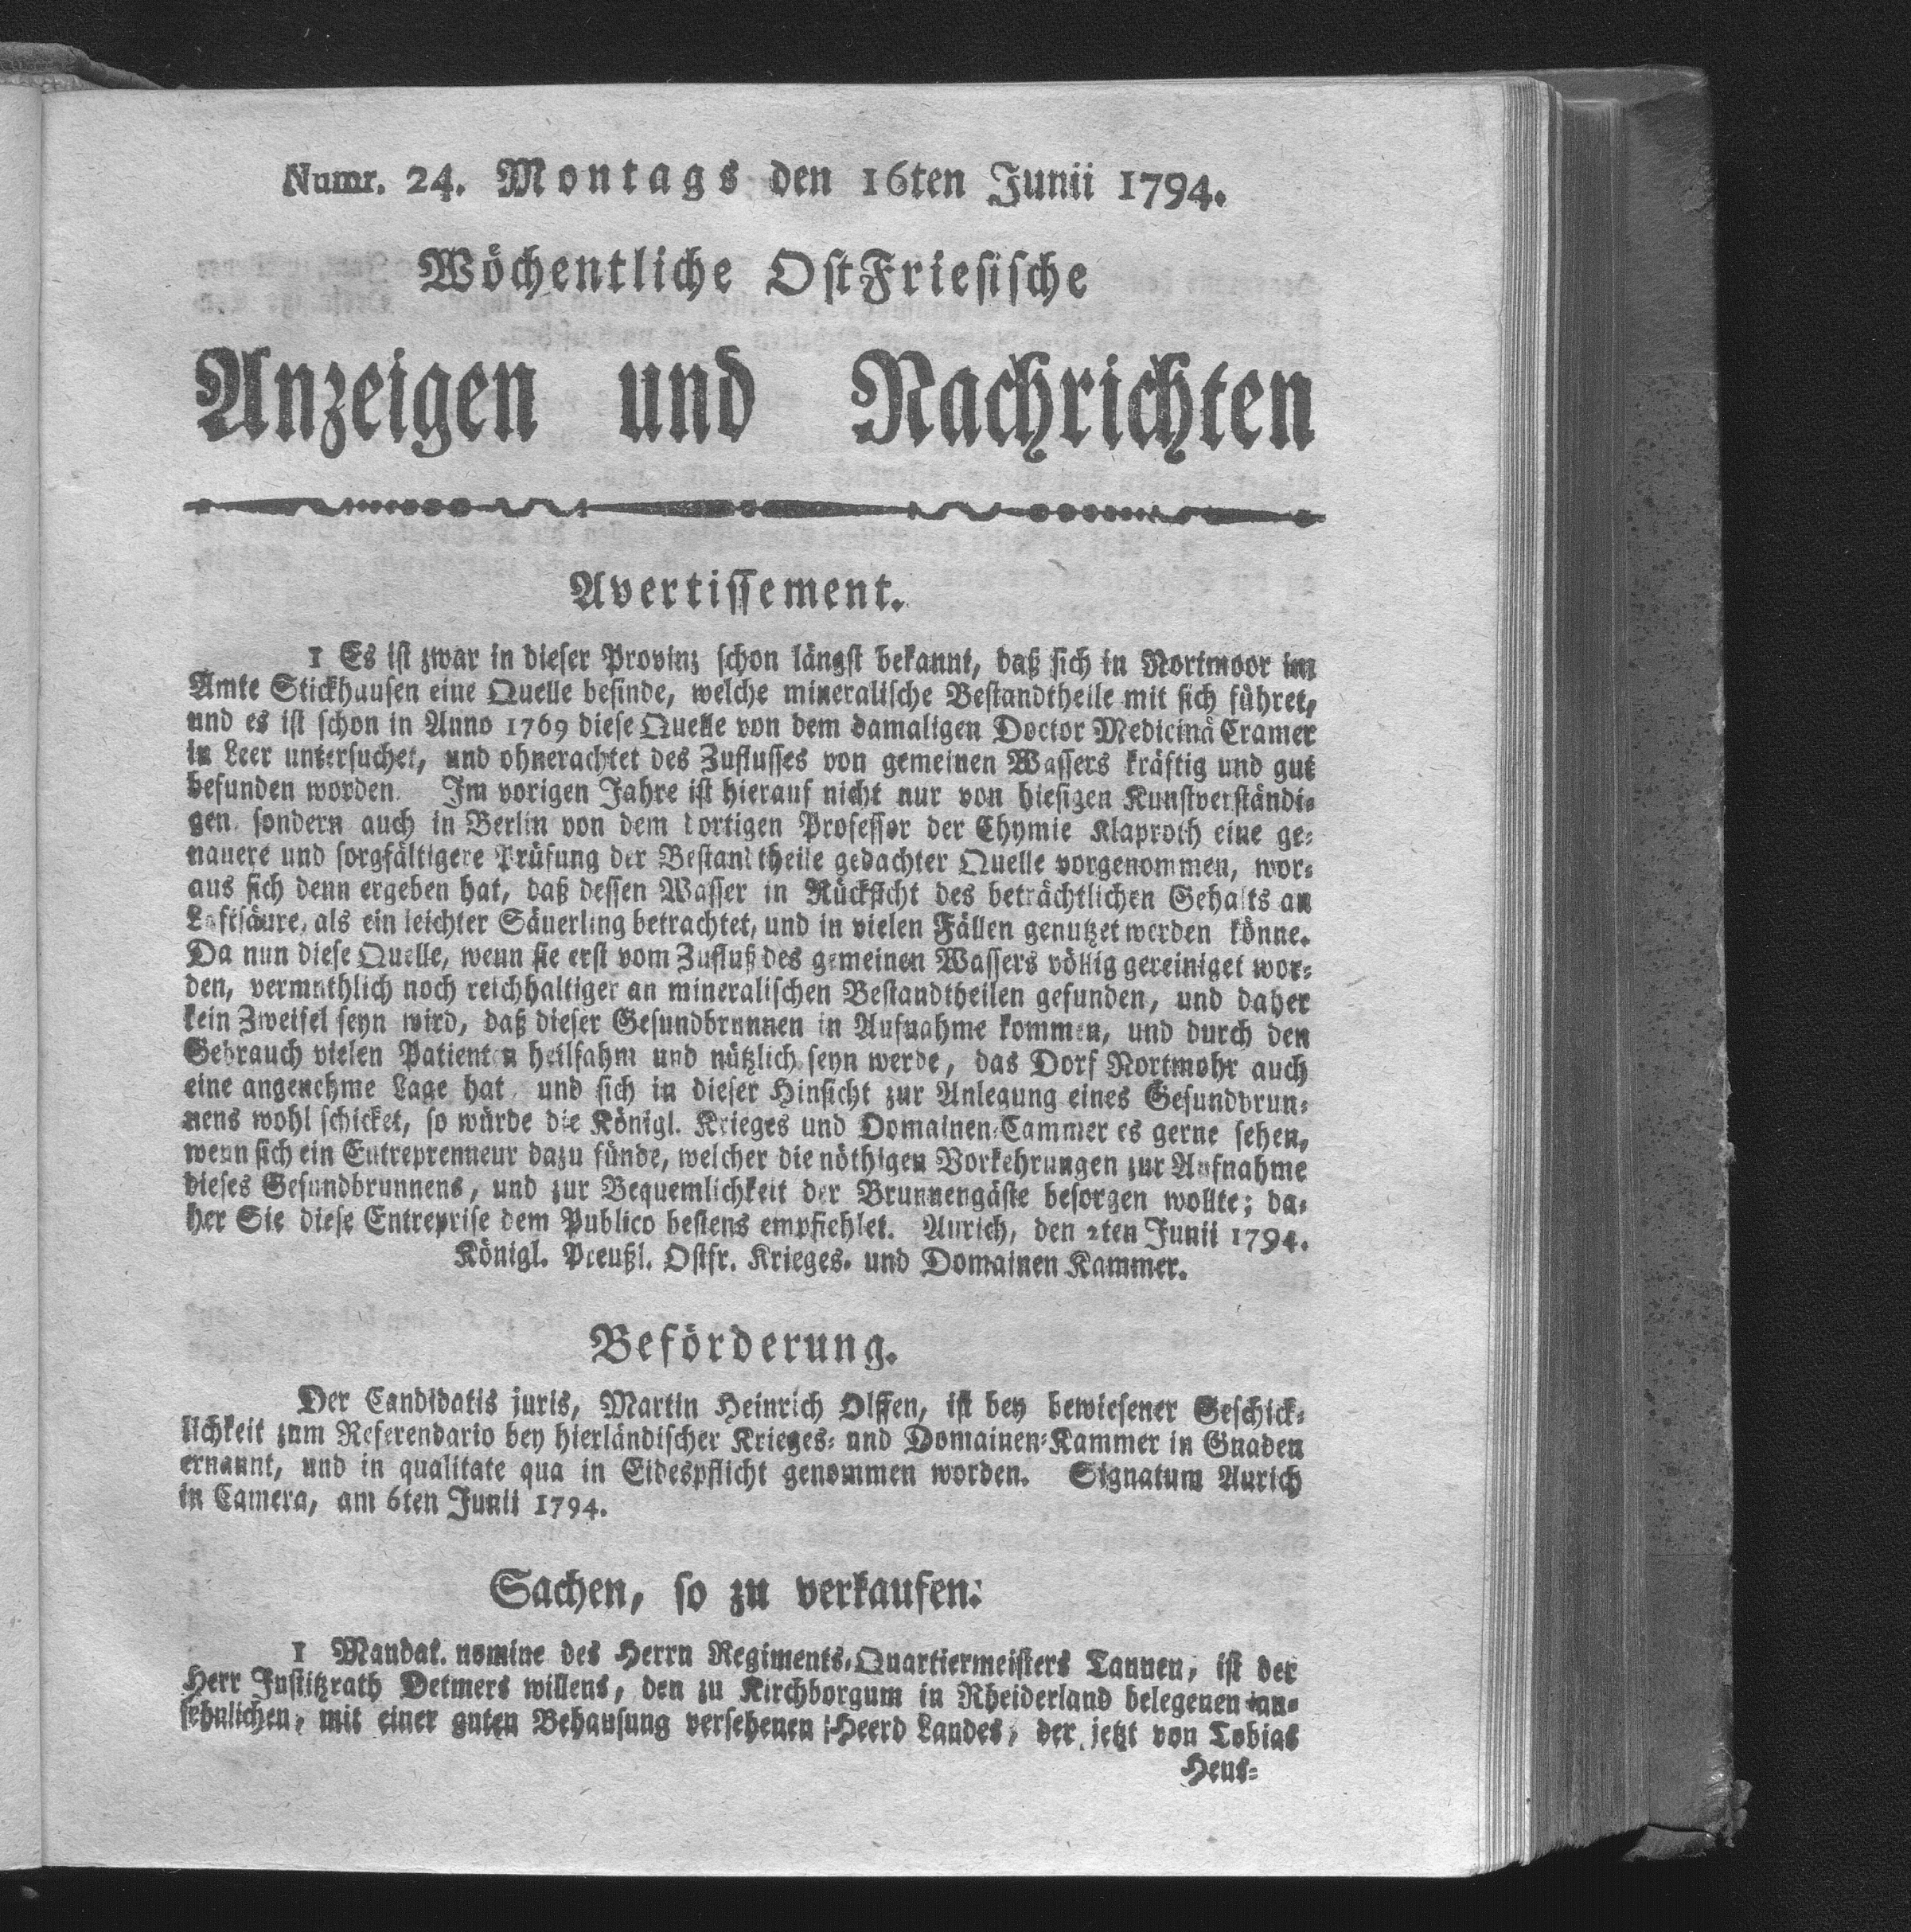 Numr. 24. Montags den 16ten Junii 1794.
Wöchentliche OstFriesische
Anzeigen und Nachrichten
Avertissement.
1 Es ist zwar in dieser Provinz schon längst bekannt, daß sich in Nortmoor im
Amte Stickhausen eine Quelle befinde, welche mineralische Bestandtheile mit sich führet,
und es ist schon in Anno 1769 diese Quelle von dem damaligen Doctor Medicinä Cramer
in Leer untersuchet, und ohnerachtet des Zuflusses von gemeinen Wassers kräftig und gut
befunden worden. Im vorigen Jahre ist hierauf nicht nur von hiesigen Kunstverständi-
gen, sondern auch in Berlin von dem dortigen Professor der Chymie Klaproth eine ge-
nauere und sorgfältigere Prüfung der Bestandtheile gedachter Quelle vorgenommen, wor-
aus sich denn ergeben hat, daß dessen Wasser in Rücksicht des beträchtlichen Gehalts an
Luftsäure, als ein leichter Säuerling betrachtet, und in vielen Fällen genutzet werden könne.
Da nun diese Quelle, wenn sie erst vom Zufluß des gemeinen Wassers völlig gereiniget wor-
den, vermuthlich noch reichhaltiger an mineralischen Bestandtheilen gefunden, und daher
kein Zweifel seyn wird, daß dieser Gesundbrunnen in Aufnahme kommen, und durch den
Gebrauch vielen Patienten heilsahm und nützlich seyn werde, das Dorf Nortmohr auch
eine angenehme Lage hat, und sich in dieser Hinsicht zur Anlegung eines Gesundbrun-
nens wohl schicket, so würde die Königl. Krieges und Domainen-Cammer es gerne sehen,
wenn sich ein Entreprenneur dazu fünde, welcher die nöthigen Vorkehrungen zur Aufnahme
dieses Gesundbrunnens, und zur Bequemlichkeit der Brunnengäste besorgen wollte; da-
her Sie diese Entreprise dem Publico bestens empfiehlet. Aurich, den 2ten Junii 1794.
Königl. Preußl. Ostfr. Krieges- und Domainen Kammer.
Beförderung.
Der Candidatis juris, Martin Heinrich Olffen, ist bey bewiesener Geschick-
lichkeit zum Referendario bey hierländischer Krieges- und Domainen-Kammer in Gnaden
ernannt, und in qualitate qua in Eidespflicht genommen worden. Signatum Aurich
in Camera, am 6ten Junii 1794.
Sachen, so zu verkaufen.
1 Mandat. nomine des Herrn Regiments-Quartiermeisters Tannen, ist der
Herr Justitzrath Detmers willens, den zu Kirchborgum in Rheiderland belegenen an-
sehnlichen, mit einer guten Behausung versehenen Heerd Landes, der jetzt von Tobias
Heus-